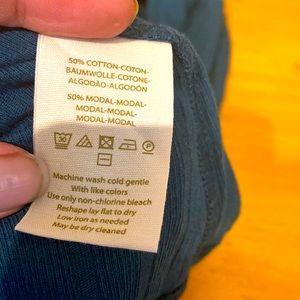 50% COTTON-COTON-
BAUMWOLLE-COTONE-
ALGODÃO-ALGODÓN
50% MODAL-MODAL-
MODAL-MODAL-
MODAL-MODAL
30
P
Machine wash cold gentle
With like colors
Use only non-chlorine bleach
Reshape lay flat to dry
Low iron as needed
May be dry cleaned